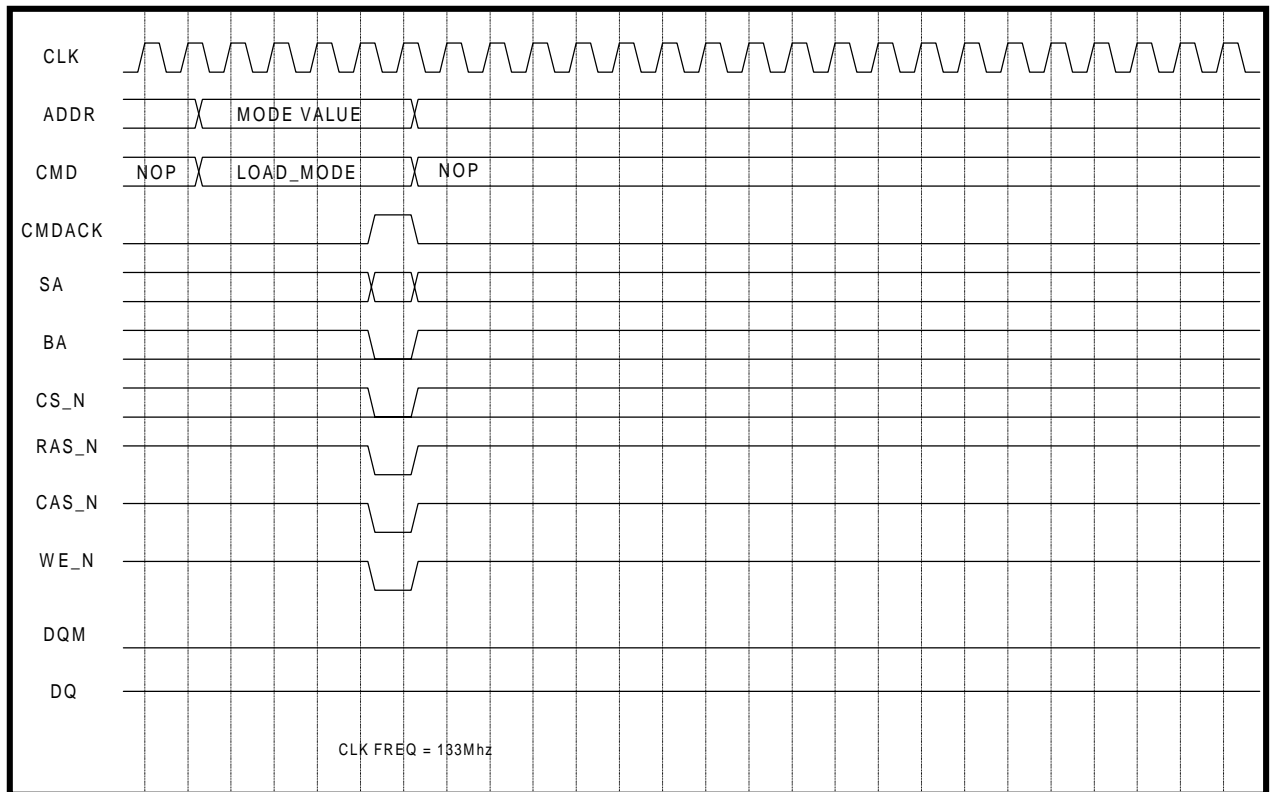 CLK
ADDR MODE VALUE
CMD NOP LOAD_MODE NOP
CMDACK
SA
BA
CS_N
RAS_N
CAS_N
WE_N
DQM
DQ
CLK FREQ = 133Mhz